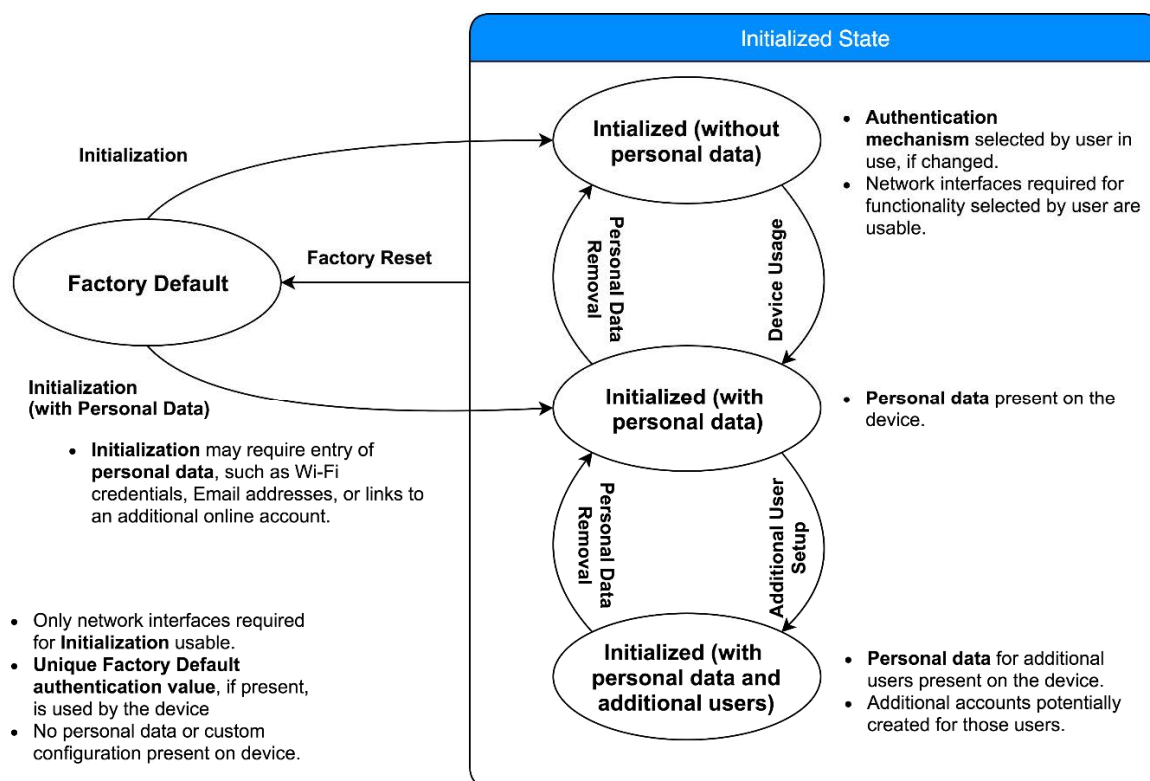 Initialized State
Intialized (without
personal data)
• Authentication
mechanism selected by user in
use, if changed.
• Network interfaces required for
functionality selected by user are
usable.
Initialization
Personal Data
Removal
Device Usage
Factory Reset
Factory Default
Initialization
(with Personal Data)
• Initialization may require entry of
personal data, such as Wi-Fi
credentials, Email addresses, or links to
an additional online account.
Initialized (with
personal data)
• Personal data present on the
device.
Personal Data
Removal
Additional User
Setup
• Only network interfaces required
for Initialization usable.
• Unique Factory Default
authentication value, if present,
is used by the device
• No personal data or custom
configuration present on device.
Initialized (with
personal data and
additional users)
• Personal data for additional
users present on the device.
• Additional accounts potentially
created for those users.